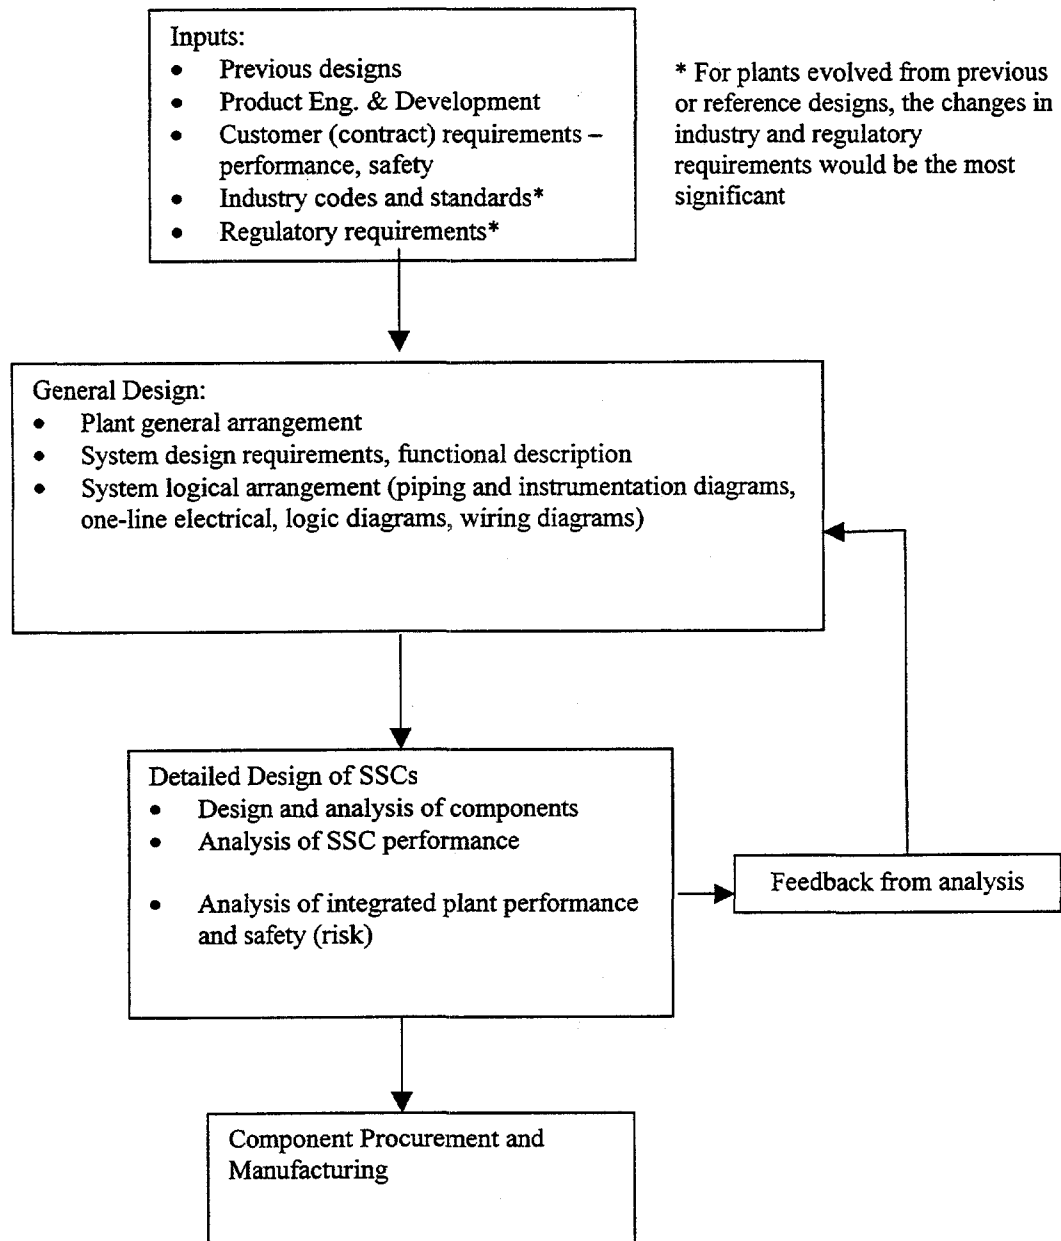 Inputs:
• Previous designs
• Product Eng. & Development
• Customer (contract) requirements –
performance, safety
• Industry codes and standards*
• Regulatory requirements*
* For plants evolved from previous
or reference designs, the changes in
industry and regulatory
requirements would be the most
significant
General Design:
• Plant general arrangement
• System design requirements, functional description
• System logical arrangement (piping and instrumentation diagrams,
one-line electrical, logic diagrams, wiring diagrams)
Detailed Design of SSCs
• Design and analysis of components
• Analysis of SSC performance
• Analysis of integrated plant performance
and safety (risk)
Feedback from analysis
Component Procurement and
Manufacturing